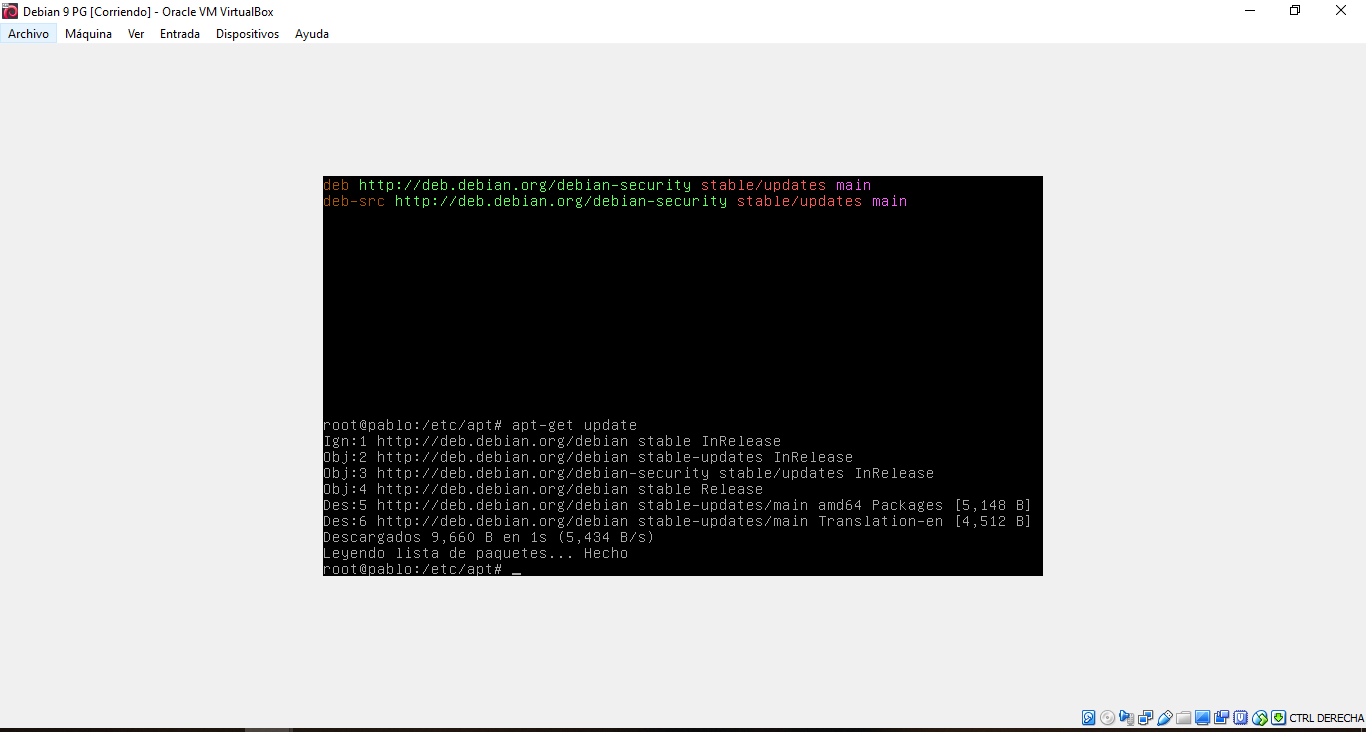 Debian 9 PG [Corriendo] - Oracle VM VirtualBox
Archivo Máquina Ver Entrada Dispositivos Ayuda
deb http://deb.debian.org/debian-security stable/updates main
deb-src http://deb.debian.org/debian-security stable/updates main
root@pablo:/etc/apt# apt-get update
Ign:1 http://deb.debian.org/debian stable InRelease
Obj:2 http://deb.debian.org/debian stable-updates InRelease
Obj:3 http://deb.debian.org/debian-security stable/updates InRelease
Obj:4 http://deb.debian.org/debian stable Release
Des:5 http://deb.debian.org/debian stable-updates/main amd64 Packages [5,148 B]
Des:6 http://deb.debian.org/debian stable-updates/main Translation-en [4,512 B]
Descargados 9,660 B en 1s (5,434 B/s)
Leyendo lista de paquetes... Hecho
root@pablo:/etc/apt# _
CTRL DERECHA